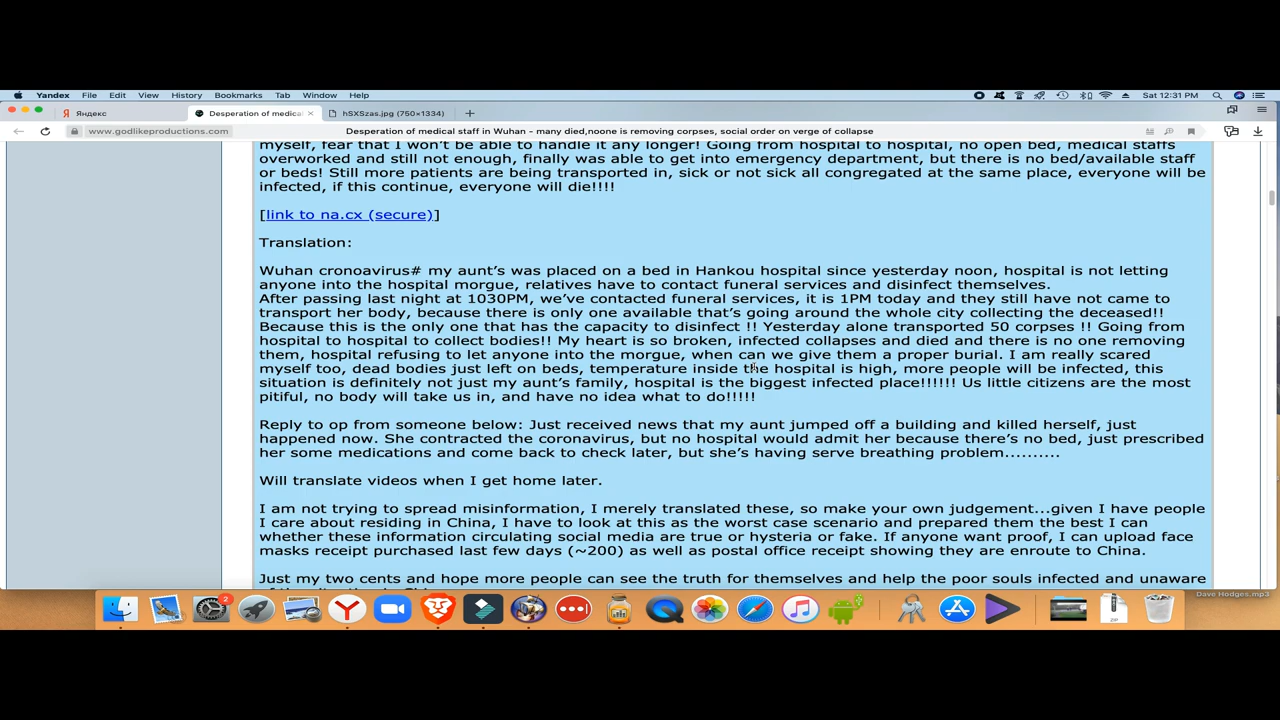 Yandex File Edit View History Bookmarks Tab Window Help Sat 12:31 PM
Яндекс Desperation of medica hSXSzas.jpg (750×1334)
www.godlikeproductions.com Desperation of medical staff in Wuhan - many died,noone is removing corpses, social order on verge of collapse
myself, fear that I won't be able to handle it any longer! Going from hospital to hospital, no open bed, medical staffs
overworked and still not enough, finally was able to get into emergency department, but there is no bed/available staff
or beds! Still more patients are being transported in, sick or not sick all congregated at the same place, everyone will be
infected, if this continue, everyone will die!!!!
[link to na.cx (secure)]
Translation:
Wuhan cronoavirus# my aunt's was placed on a bed in Hankou hospital since yesterday noon, hospital is not letting
anyone into the hospital morgue, relatives have to contact funeral services and disinfect themselves.
After passing last night at 1030PM, we've contacted funeral services, it is 1PM today and they still have not came to
transport her body, because there is only one available that's going around the whole city collecting the deceased!!
Because this is the only one that has the capacity to disinfect !! Yesterday alone transported 50 corpses !! Going from
hospital to hospital to collect bodies!! My heart is so broken, infected collapses and died and there is no one removing
them, hospital refusing to let anyone into the morgue, when can we give them a proper burial. I am really scared
myself too, dead bodies just left on beds, temperature inside the hospital is high, more people will be infected, this
situation is definitely not just my aunt's family, hospital is the biggest infected place!!!!!! Us little citizens are the most
pitiful, no body will take us in, and have no idea what to do!!!!!
Reply to op from someone below: Just received news that my aunt jumped off a building and killed herself, just
happened now. She contracted the coronavirus, but no hospital would admit her because there's no bed, just prescribed
her some medications and come back to check later, but she's having serve breathing problem..........
Will translate videos when I get home later.
I am not trying to spread misinformation, I merely translated these, so make your own judgement...given I have people
I care about residing in China, I have to look at this as the worst case scenario and prepared them the best I can
whether these information circulating social media are true or hysteria or fake. If anyone want proof, I can upload face
masks receipt purchased last few days (~200) as well as postal office receipt showing they are enroute to China.
Just my two cents and hope more people can see the truth for themselves and help the poor souls infected and unaware
Dave Hodges.mp3
2
ZIP